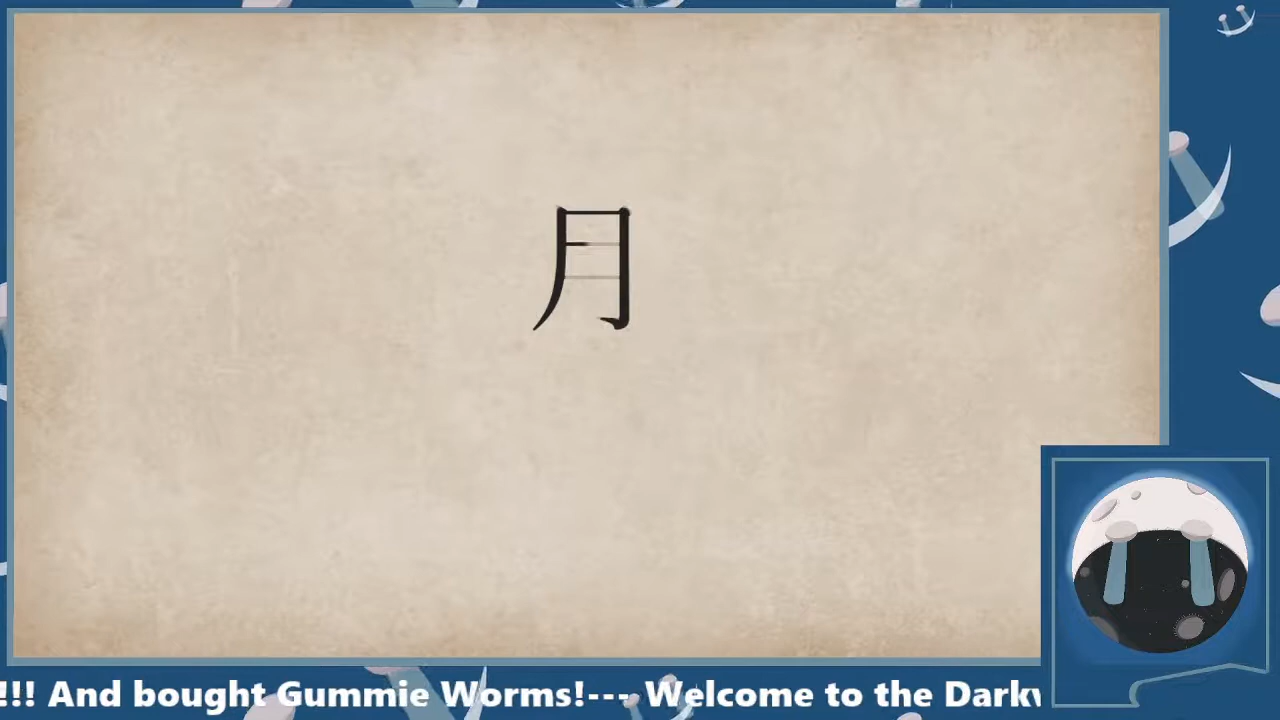 月
!!! And bought Gummie Worms!--- Welcome to the Dark